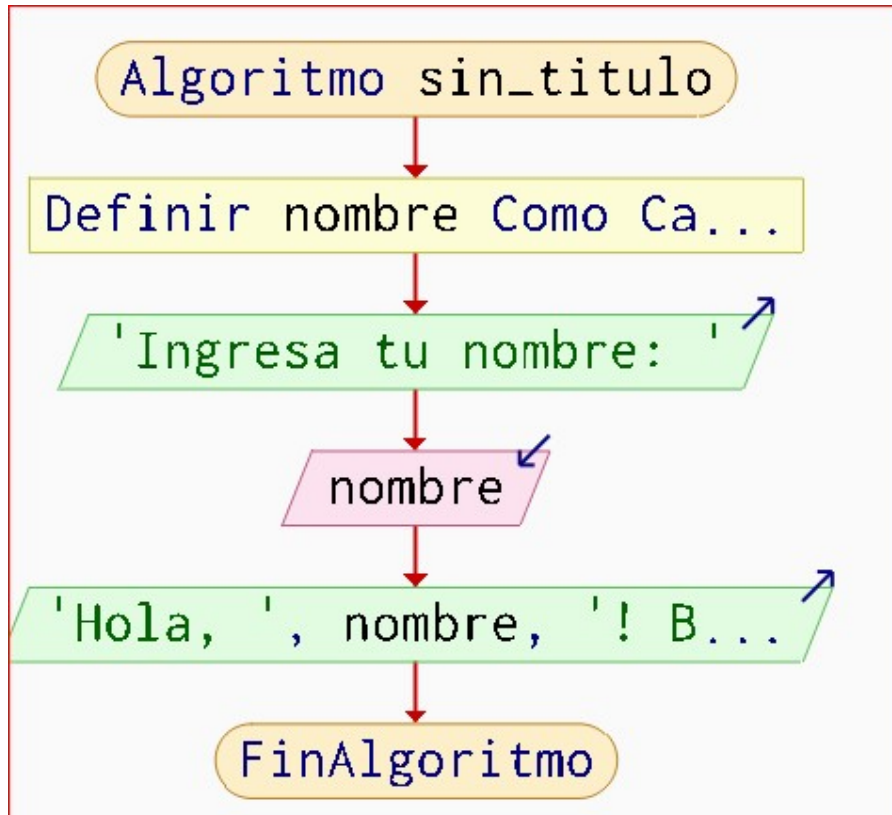 Algoritmo sin_titulo
Definir nombre Como Ca...
'Ingresa tu nombre: '
nombre
'Hola, ', nombre, '! B...
FinAlgoritmo